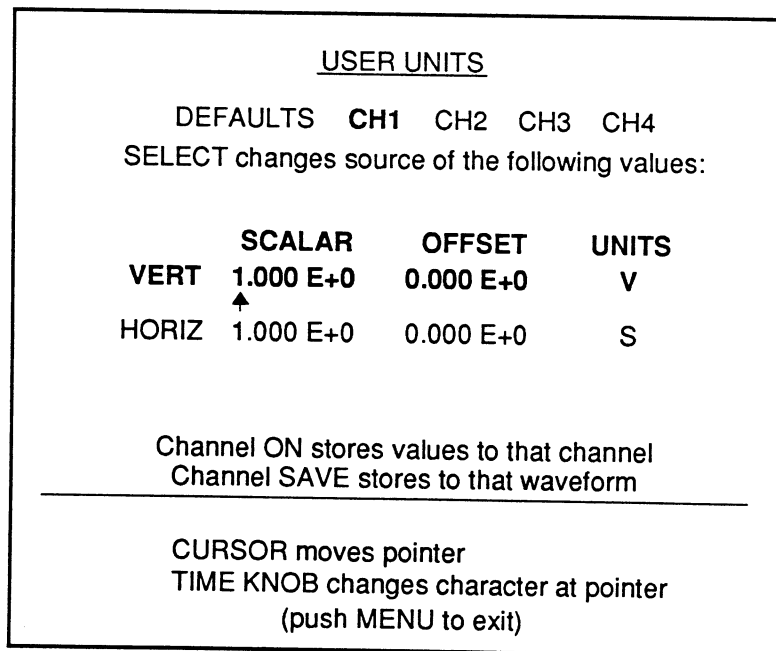 USER UNITS
DEFAULTS CH1 CH2 CH3 CH4
SELECT changes source of the following values:
SCALAR OFFSET UNITS
VERT 1.000 E+0 0.000 E+0 V
HORIZ 1.000 E+0 0.000 E+0 S
Channel ON stores values to that channel
Channel SAVE stores to that waveform
CURSOR moves pointer
TIME KNOB changes character at pointer
(push MENU to exit)